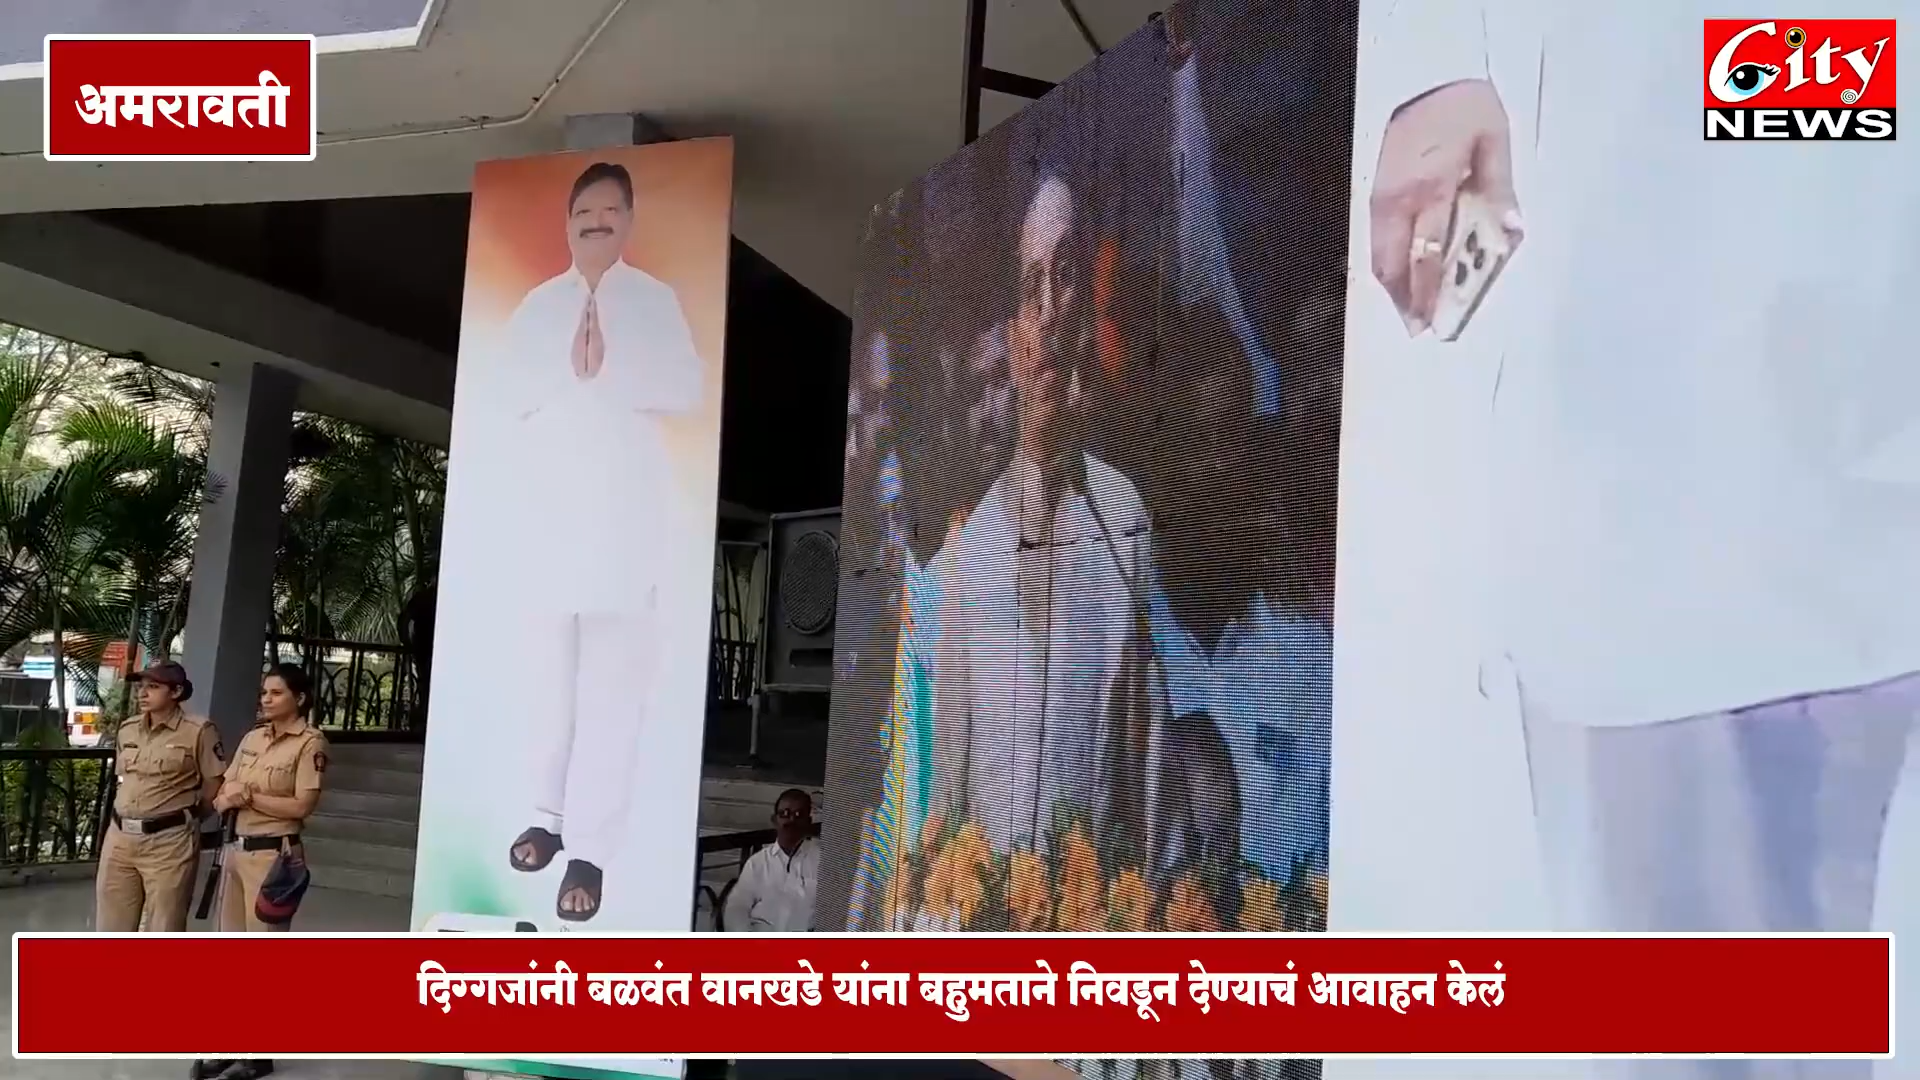 अमरावती
City
NEWS
दिग्गजांनी बळवंत वानखडे यांना बहुमताने निवडून देण्याचं आवाहन केलं